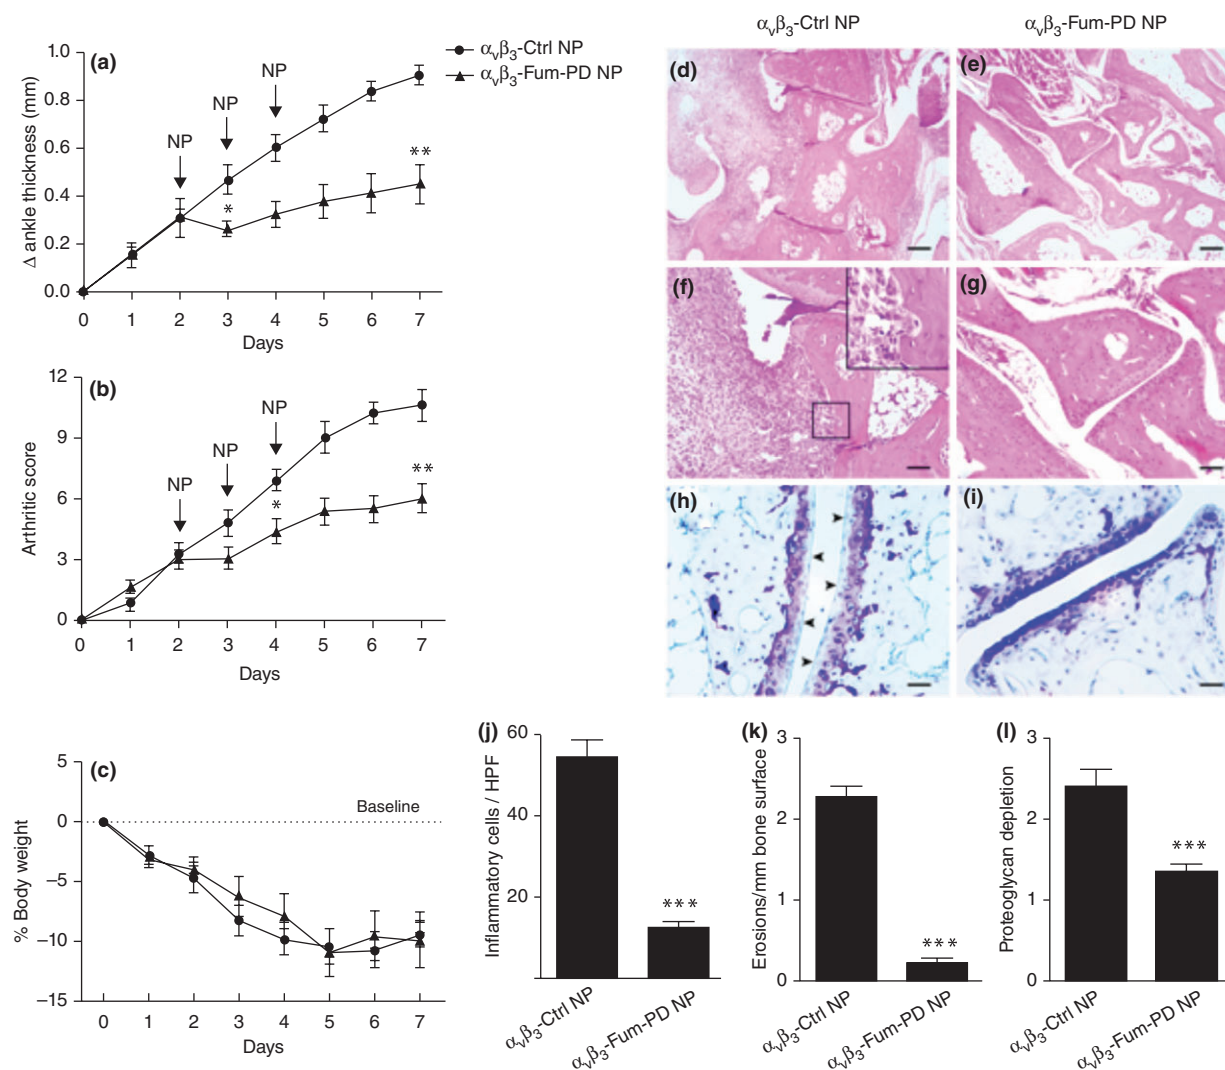 (a)
Δ ankle thickness (mm)
1.0
0.8
0.6
0.4
0.2
0.0
NP
NP
NP
*
**
0 1 2 3 4 5 6 7
Days
αvβ3-Ctrl NP
αvβ3-Fum-PD NP
(b)
Arthritic score
12
9
6
3
0
NP
NP
NP
*
**
0 1 2 3 4 5 6 7
Days
(c)
% Body weight
5
0
−5
−10
−15
Baseline
0 1 2 3 4 5 6 7
Days
αvβ3-Ctrl NP
αvβ3-Fum-PD NP
(d)
(e)
(f)
(g)
(h)
(i)
(j)
Inflammatory cells / HPF
60
40
20
***
αvβ3-Ctrl NP
αvβ3-Fum-PD NP
(k)
Erosions/mm bone surface
3
2
1
0
***
αvβ3-Ctrl NP
αvβ3-Fum-PD NP
(l)
Proteoglycan depletion
3
2
1
0
***
αvβ3-Ctrl NP
αvβ3-Fum-PD NP